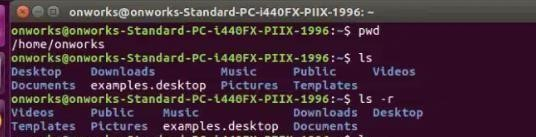 onworks@onworks-Standard-PC-i440FX-PIIX-1996: ~
onworks@onworks-Standard-PC-i440FX-PIIX-1996:~$ pwd
/home/onworks
onworks@onworks-Standard-PC-i440FX-PIIX-1996:~$ ls
Desktop Downloads Music Public Videos
Documents examples.desktop Pictures Templates
onworks@onworks-Standard-PC-i440FX-PIIX-1996:~$ ls -r
Videos Public Music Downloads Desktop
Templates Pictures examples.desktop Documents